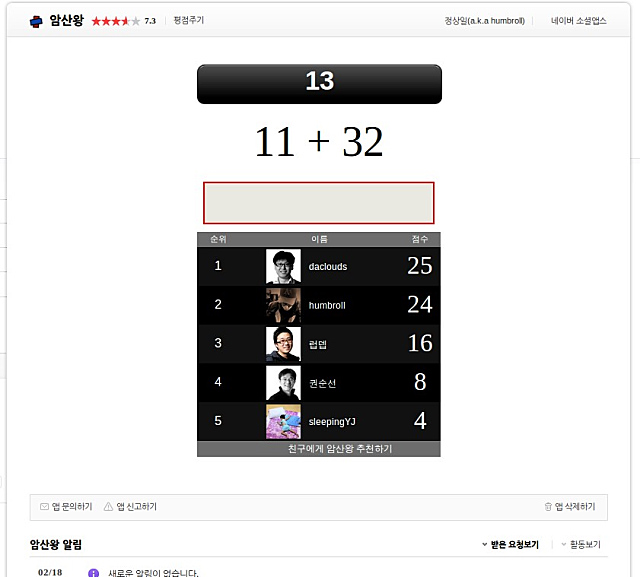 암산왕 7.3 평점주기 정상일(a.k.a humbroll) 네이버 소셜앱스
13
11 + 32
순위 이름 점수
1 daclouds 25
2 humbroll 24
3 럽뎁 16
4 권순선 8
5 sleepingYJ 4
친구에게 암산왕 추천하기
앱 문의하기 앱 신고하기 앱 삭제하기
암산왕 알림 받은 요청보기 활동보기
02/18 새로운 알림이 없습니다.